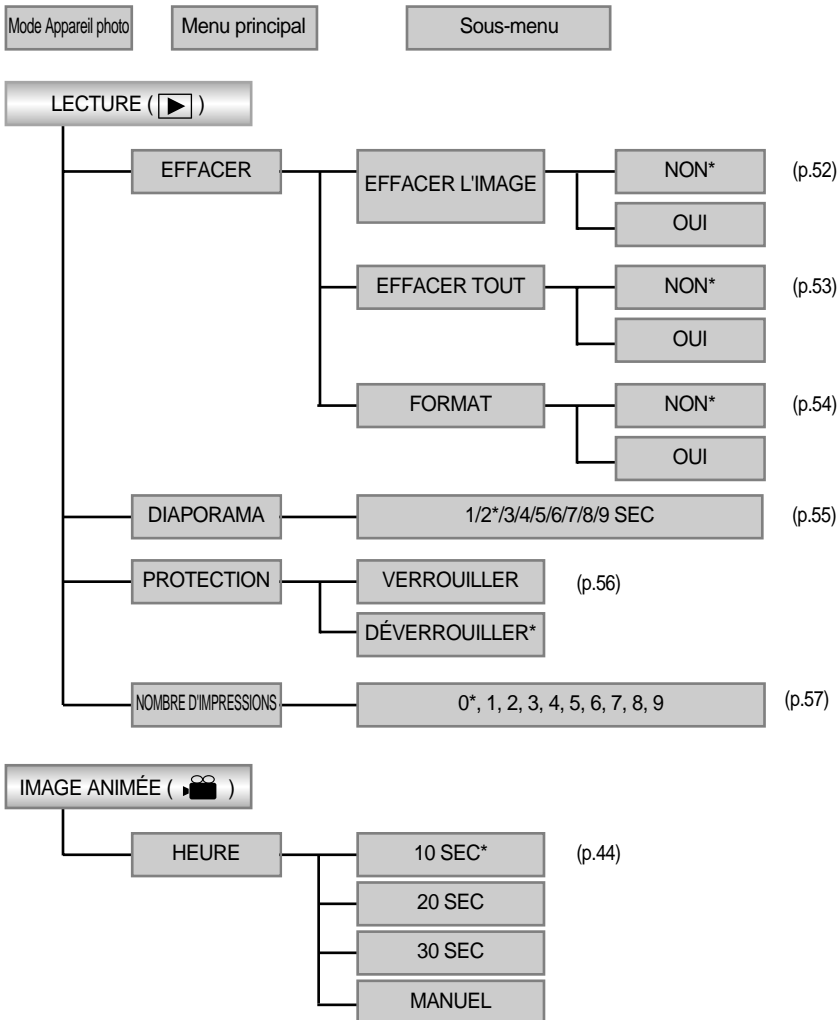 Mode Appareil photo Menu principal Sous-menu
LECTURE ( )
EFFACER EFFACER L'IMAGE NON* (p.52)
OUI
EFFACER TOUT NON* (p.53)
OUI
FORMAT NON* (p.54)
OUI
DIAPORAMA 1/2*/3/4/5/6/7/8/9 SEC (p.55)
PROTECTION VERROUILLER (p.56)
DÉVERROUILLER*
NOMBRE D'IMPRESSIONS 0*, 1, 2, 3, 4, 5, 6, 7, 8, 9 (p.57)
IMAGE ANIMÉE ( )
HEURE 10 SEC* (p.44)
20 SEC
30 SEC
MANUEL